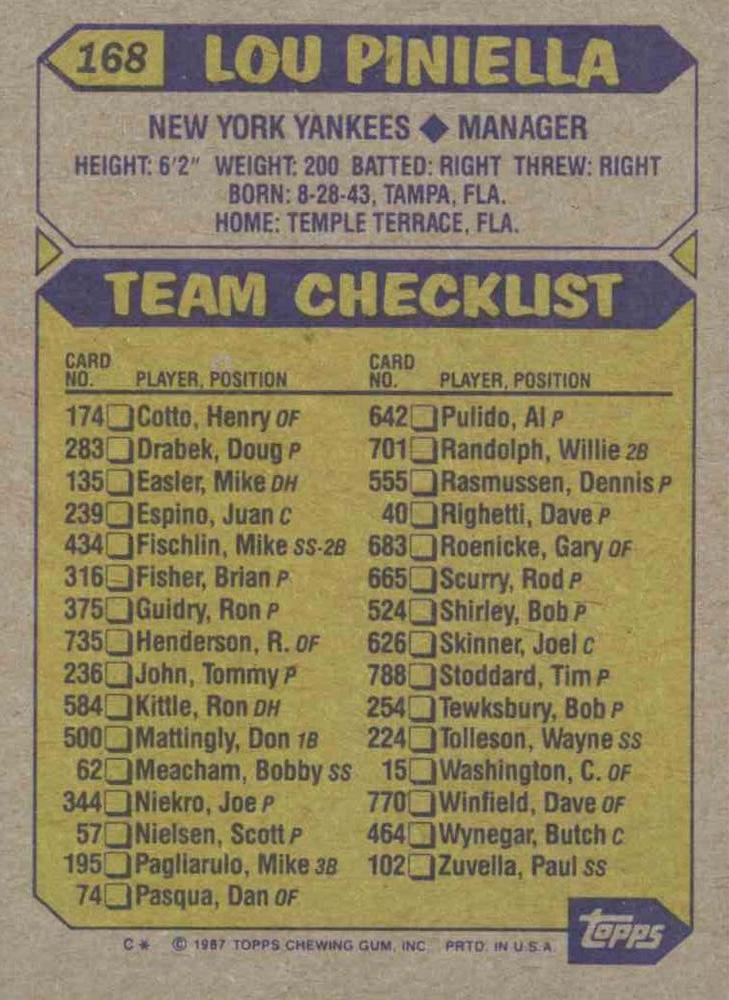 168 LOU PINIELLA
NEW YORK YANKEES ◆ MANAGER
HEIGHT: 6'2" WEIGHT: 200 BATTED: RIGHT THREW: RIGHT
BORN: 8-28-43, TAMPA, FLA.
HOME: TEMPLE TERRACE, FLA.
TEAM CHECKLIST
CARD
NO. PLAYER, POSITION
174 Cotto, Henry OF
283 Drabek, Doug P
135 Easler, Mike DH
239 Espino, Juan C
434 Fischlin, Mike SS-2B
316 Fisher, Brian P
375 Guidry, Ron P
735 Henderson, R. OF
236 John, Tommy P
584 Kittle, Ron DH
500 Mattingly, Don 1B
62 Meacham, Bobby SS
344 Niekro, Joe P
57 Nielsen, Scott P
195 Pagliarulo, Mike 3B
74 Pasqua, Dan OF
CARD
NO. PLAYER, POSITION
642 Pulido, Al P
701 Randolph, Willie 2B
555 Rasmussen, Dennis P
40 Righetti, Dave P
683 Roenicke, Gary OF
665 Scurry, Rod P
524 Shirley, Bob P
626 Skinner, Joel C
788 Stoddard, Tim P
254 Tewksbury, Bob P
224 Tolleson, Wayne SS
15 Washington, C. OF
770 Winfield, Dave OF
464 Wynegar, Butch C
102 Zuvella, Paul SS
topps
C* © 1987 TOPPS CHEWING GUM, INC. PRTD. IN U.S.A.